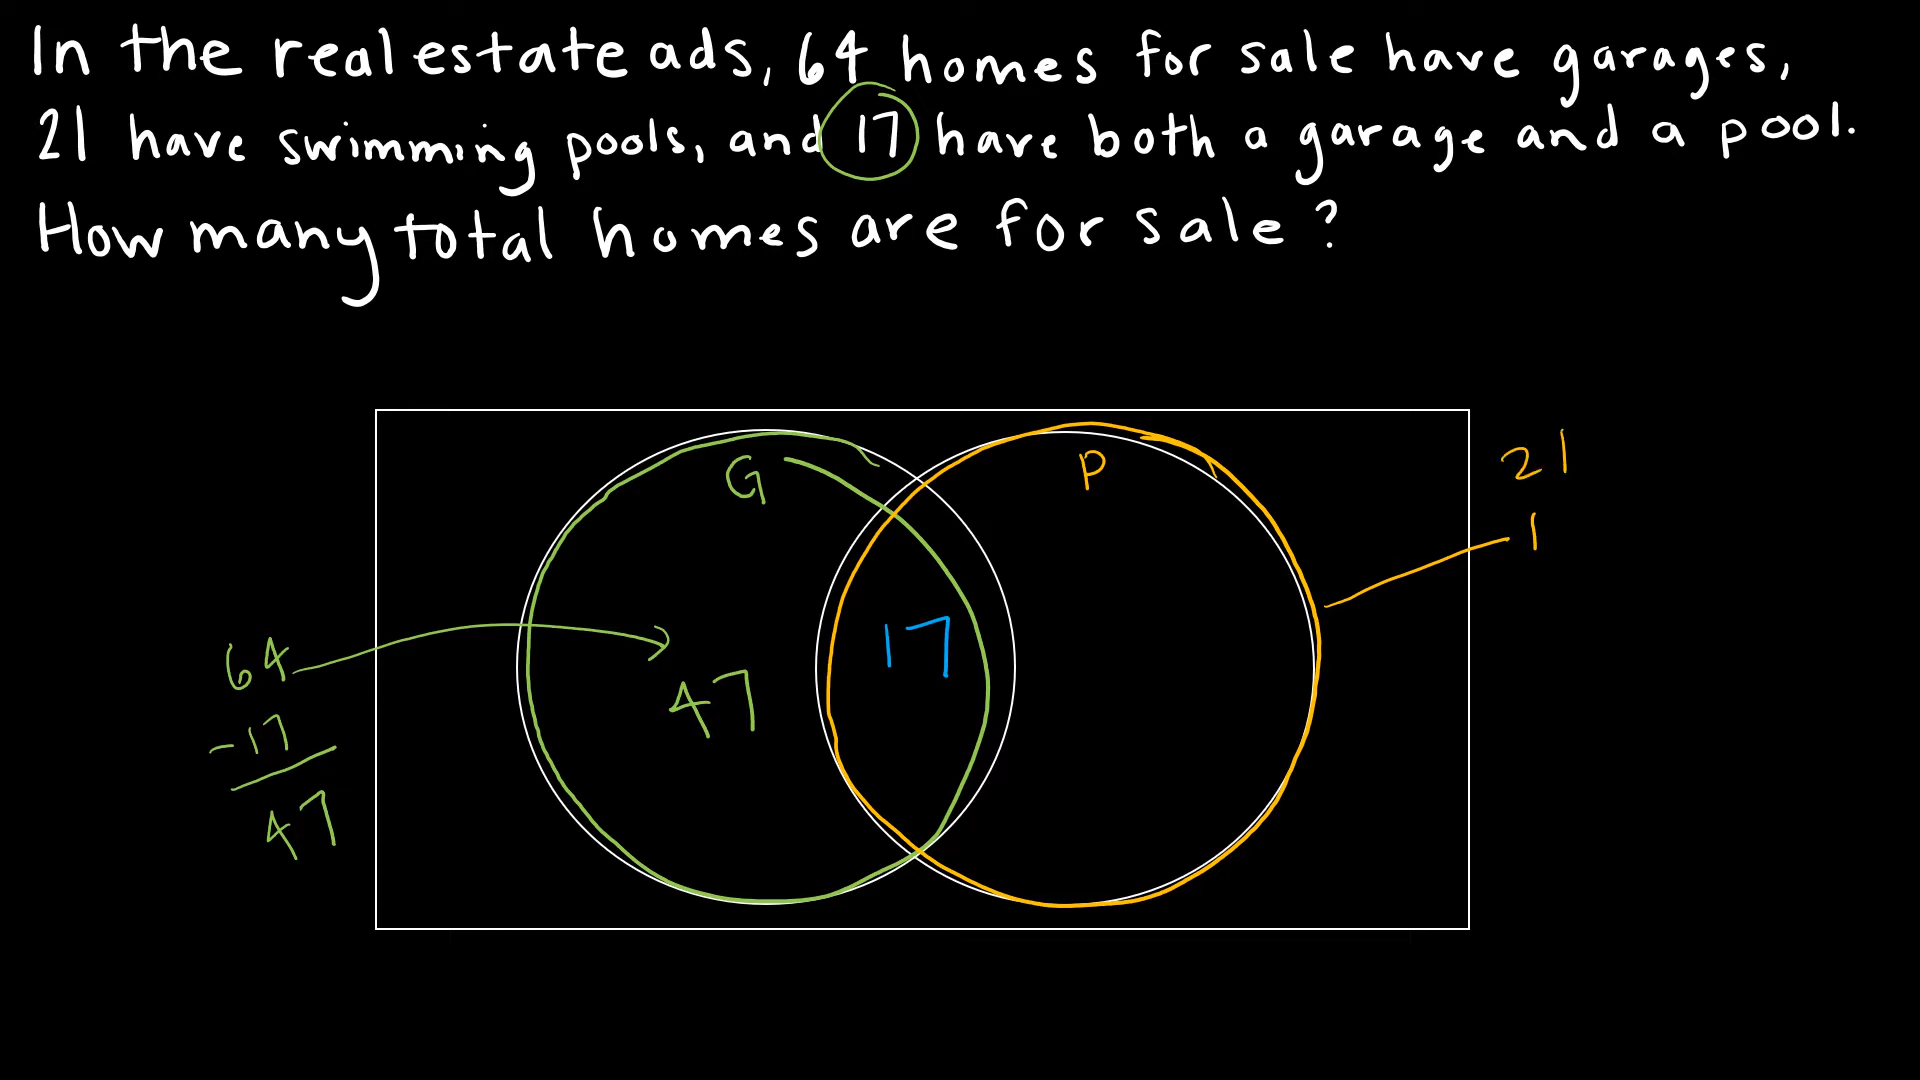 In the real estate ads, 64 homes for sale have garages,
21 have swimming pools, and 17 have both a garage and a pool.
How many total homes are for sale?
G
P
21
1
17
64
47
-17
47